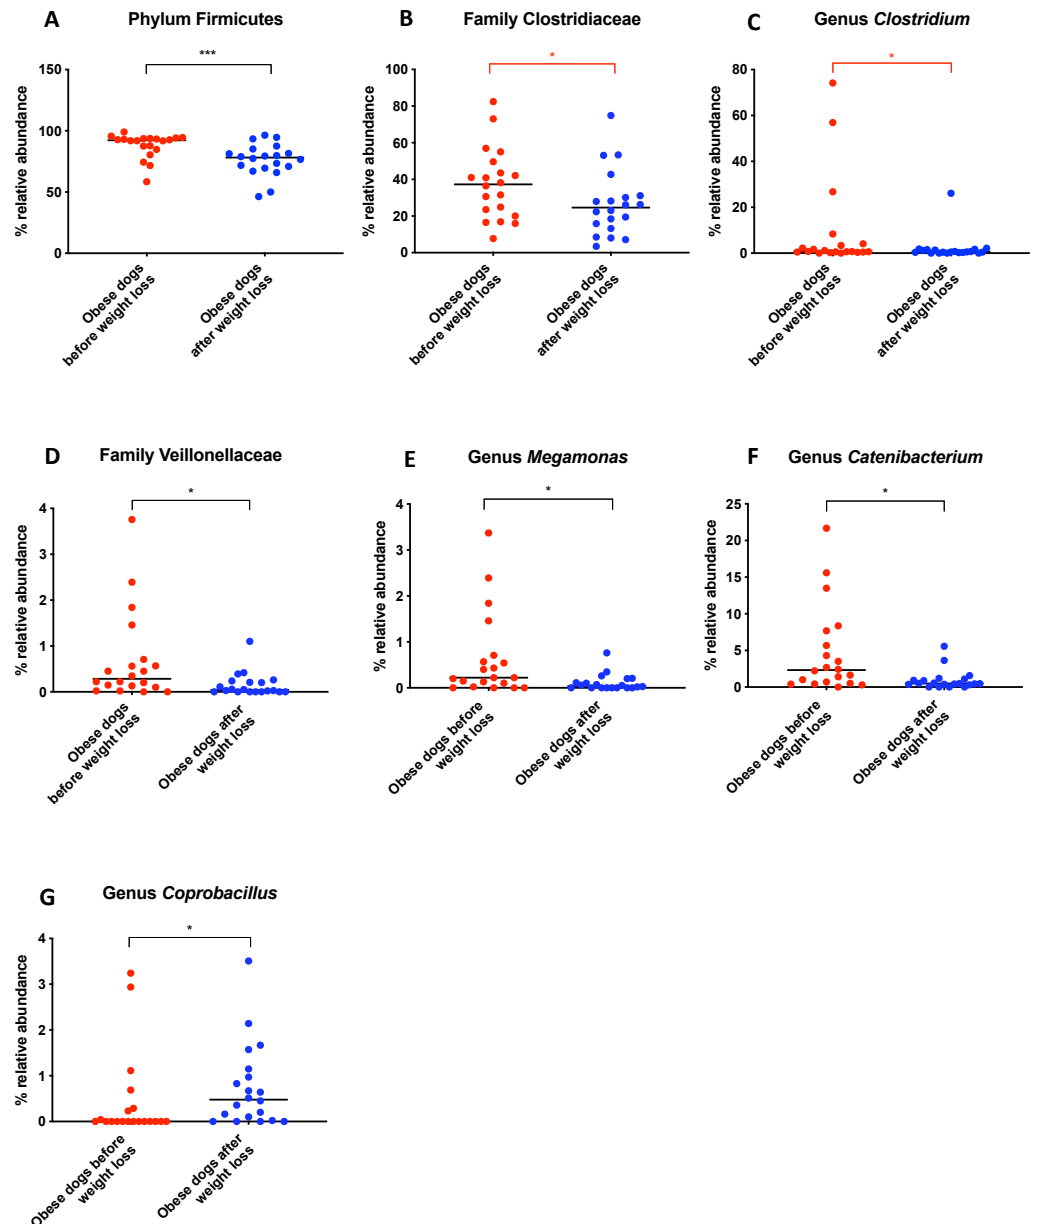 A Phylum Firmicutes
***
% relative abundance
150
100
50
0
Obese dogs
before weight loss
Obese dogs
after weight loss
B Family Clostridiaceae
*
% relative abundance
100
80
60
40
20
0
Obese dogs
before weight loss
Obese dogs
after weight loss
C Genus Clostridium
*
% relative abundance
80
60
40
20
0
Obese dogs
before weight loss
Obese dogs
after weight loss
D Family Veillonellaceae
*
% relative abundance
4
3
2
1
0
Obese dogs
before weight loss
Obese dogs after
weight loss
E Genus Megamonas
*
% relative abundance
4
3
2
1
0
Obese dogs before
weight loss
Obese dogs after
weight loss
F Genus Catenibacterium
*
% relative abundance
25
20
15
10
5
0
Obese dogs before
weight loss
Obese dogs after
weight loss
G Genus Coprobacillus
*
% relative abundance
4
3
2
1
0
Obese dogs before
weight loss
Obese dogs after
weight loss